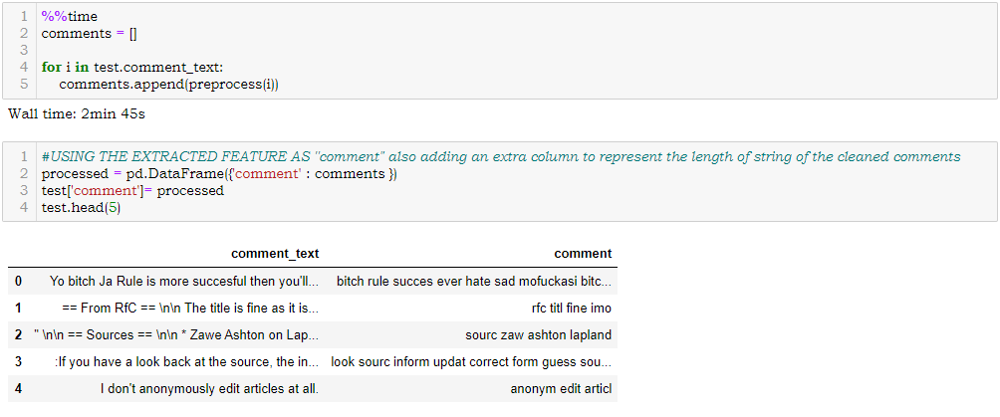 1 %%time
2 comments = []
3
4 for i in test.comment_text:
5 comments.append(preprocess(i))
Wall time: 2min 45s
1 #USING THE EXTRACTED FEATURE AS "comment" also adding an extra column to represent the length of string of the cleaned comments
2 processed = pd.DataFrame({'comment' : comments })
3 test['comment']= processed
4 test.head(5)
comment_text comment
0 Yo bitch Ja Rule is more succesful then you'll... bitch rule succes ever hate sad mofuckasi bitc...
1 == From RfC == \n\n The title is fine as it is... rfc titl fine imo
2 " \n\n == Sources == \n\n * Zawe Ashton on Lap... sourc zaw ashton lapland
3 :If you have a look back at the source, the in... look sourc inform updat correct form guess sou...
4 I don't anonymously edit articles at all. anonym edit articl